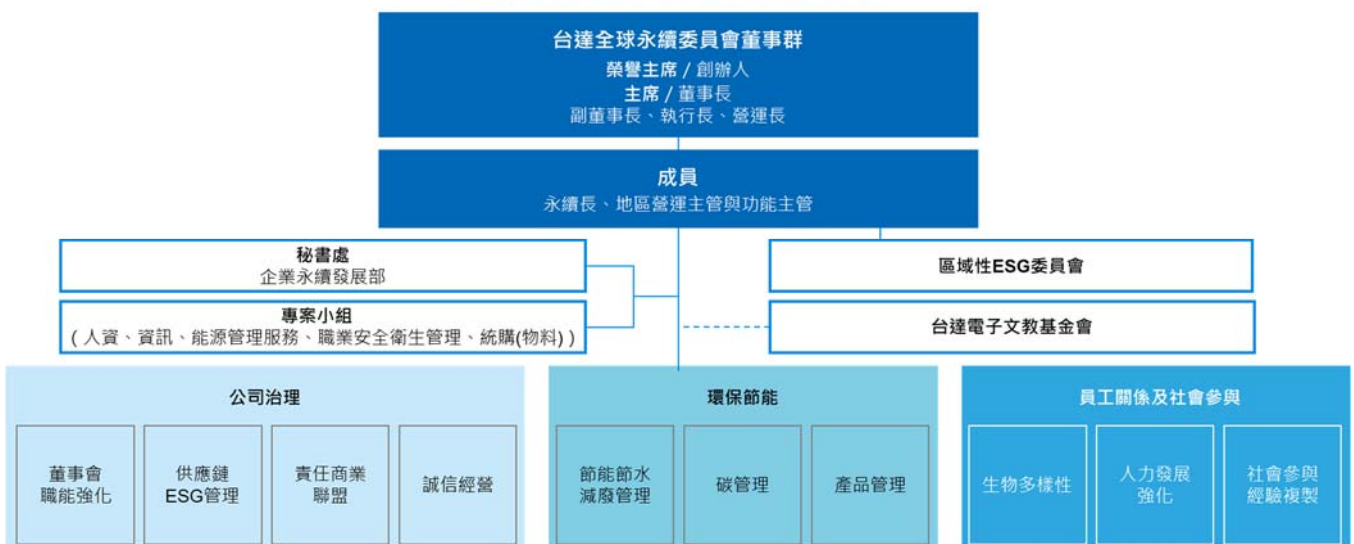 台達全球永續委員會董事群
榮譽主席 / 創辦人
主席 / 董事長
副董事長、執行長、營運長
成員
永續長、地區營運主管與功能主管
秘書處
企業永續發展部
區域性ESG委員會
專案小組
( 人資、資訊、能源管理服務、職業安全衛生管理、統購(物料) )
台達電子文教基金會
公司治理
董事會
職能強化
供應鏈
ESG管理
責任商業
聯盟
誠信經營
環保節能
節能節水
減廢管理
碳管理
產品管理
員工關係及社會參與
生物多樣性
人力發展
強化
社會參與
經驗複製